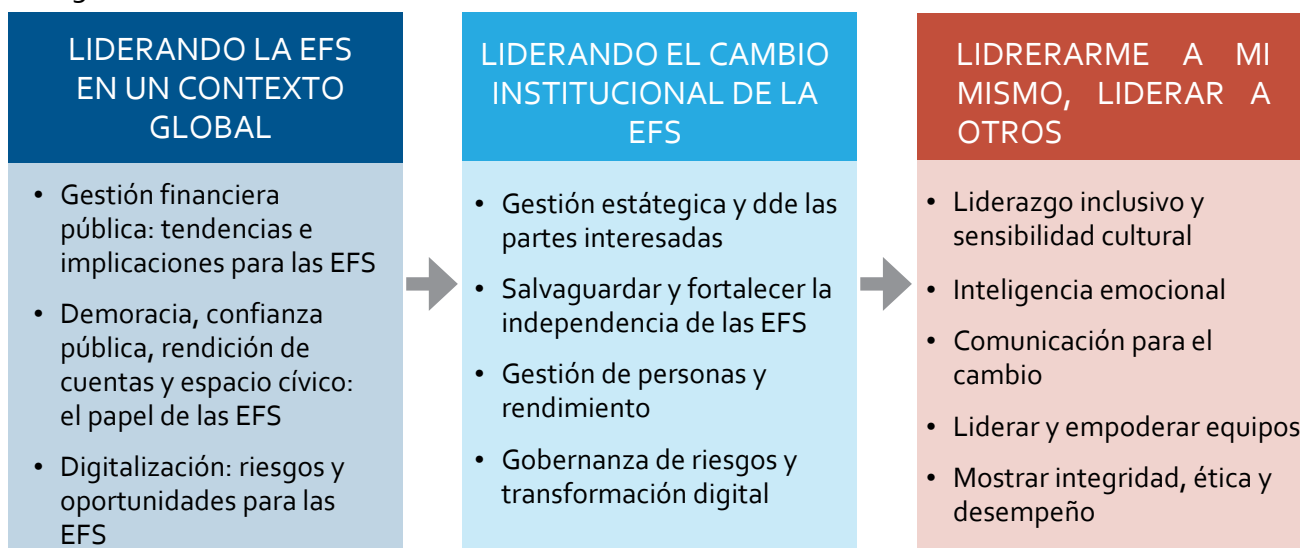 LIDERANDO LA EFS
EN UN CONTEXTO
GLOBAL
• Gestión financiera
pública: tendencias e
implicaciones para las EFS
• Demoracia, confianza
pública, rendición de
cuentas y espacio cívico:
el papel de las EFS
• Digitalización: riesgos y
oportunidades para las
EFS
LIDERANDO EL CAMBIO
INSTITUCIONAL DE LA
EFS
• Gestión estátegica y dde las
partes interesadas
• Salvaguardar y fortalecer la
independencia de las EFS
• Gestión de personas y
rendimiento
• Gobernanza de riesgos y
transformación digital
LIDRERARME A MI
MISMO, LIDERAR A
OTROS
• Liderazgo inclusivo y
sensibilidad cultural
• Inteligencia emocional
• Comunicación para el
cambio
• Liderar y empoderar equipos
• Mostrar integridad, ética y
desempeño